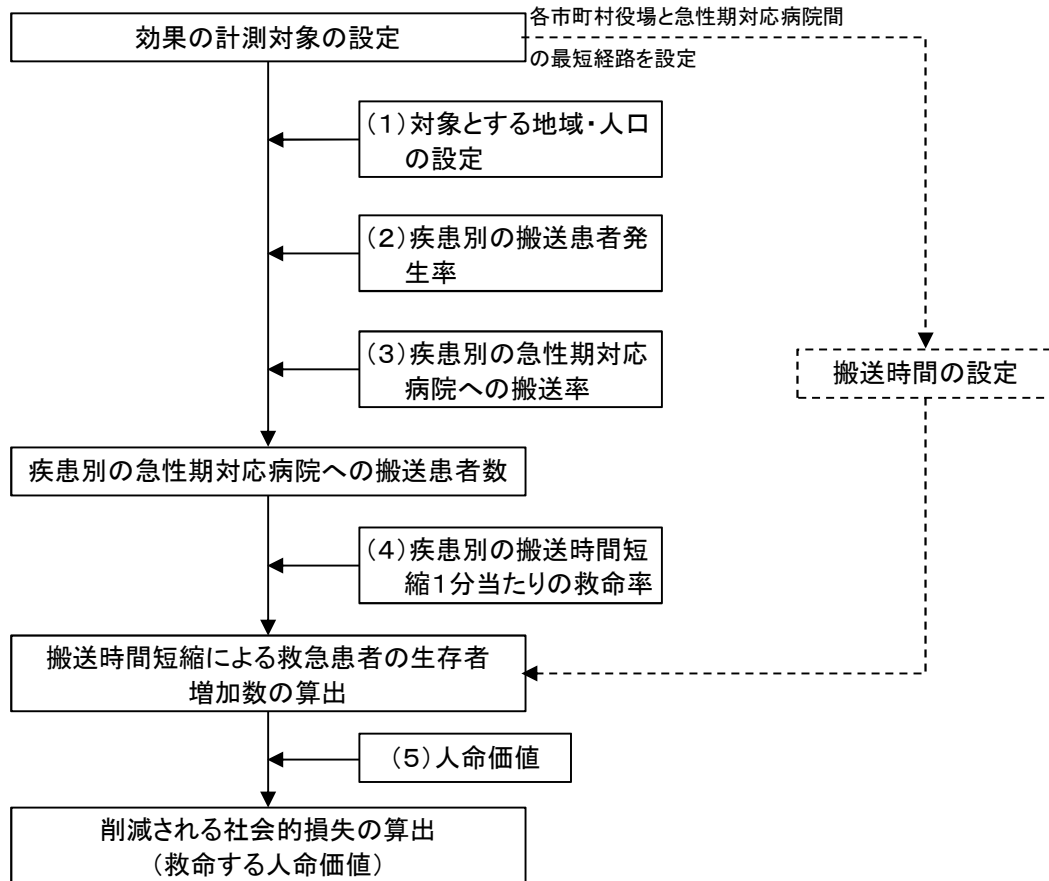 効果の計測対象の設定
各市町村役場と急性期対応病院間
の最短経路を設定
(1)対象とする地域・人口
の設定
(2)疾患別の搬送患者発
生率
(3)疾患別の急性期対応
病院への搬送率
搬送時間の設定
疾患別の急性期対応病院への搬送患者数
(4)疾患別の搬送時間短
縮1分当たりの救命率
搬送時間短縮による救急患者の生存者
増加数の算出
(5)人命価値
削減される社会的損失の算出
(救命する人命価値)